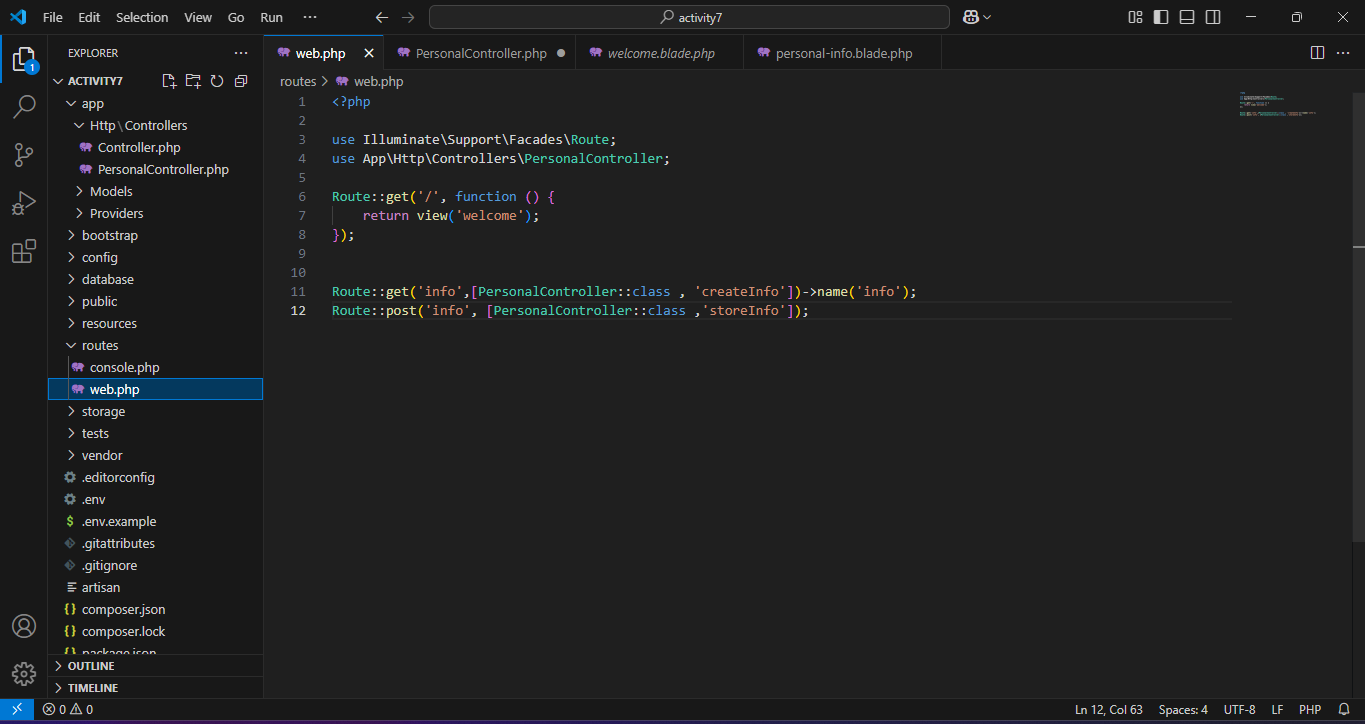 File Edit Selection View Go Run ··· activity7
EXPLORER ···
ACTIVITY7
app
Http\Controllers
Controller.php
PersonalController.php
Models
Providers
bootstrap
config
database
public
resources
routes
console.php
web.php
storage
tests
vendor
.editorconfig
.env
$ .env.example
.gitattributes
.gitignore
artisan
{} composer.json
{} composer.lock
{} package.json
OUTLINE
TIMELINE
1
web.php PersonalController.php welcome.blade.php personal-info.blade.php ···
routes > web.php
1 <?php
2
3 use Illuminate\Support\Facades\Route;
4 use App\Http\Controllers\PersonalController;
5
6 Route::get('/', function () {
7     return view('welcome');
8 });
9
10
11 Route::get('info',[PersonalController::class , 'createInfo'])->name('info');
12 Route::post('info', [PersonalController::class ,'storeInfo']);
0 0 Ln 12, Col 63 Spaces: 4 UTF-8 LF PHP